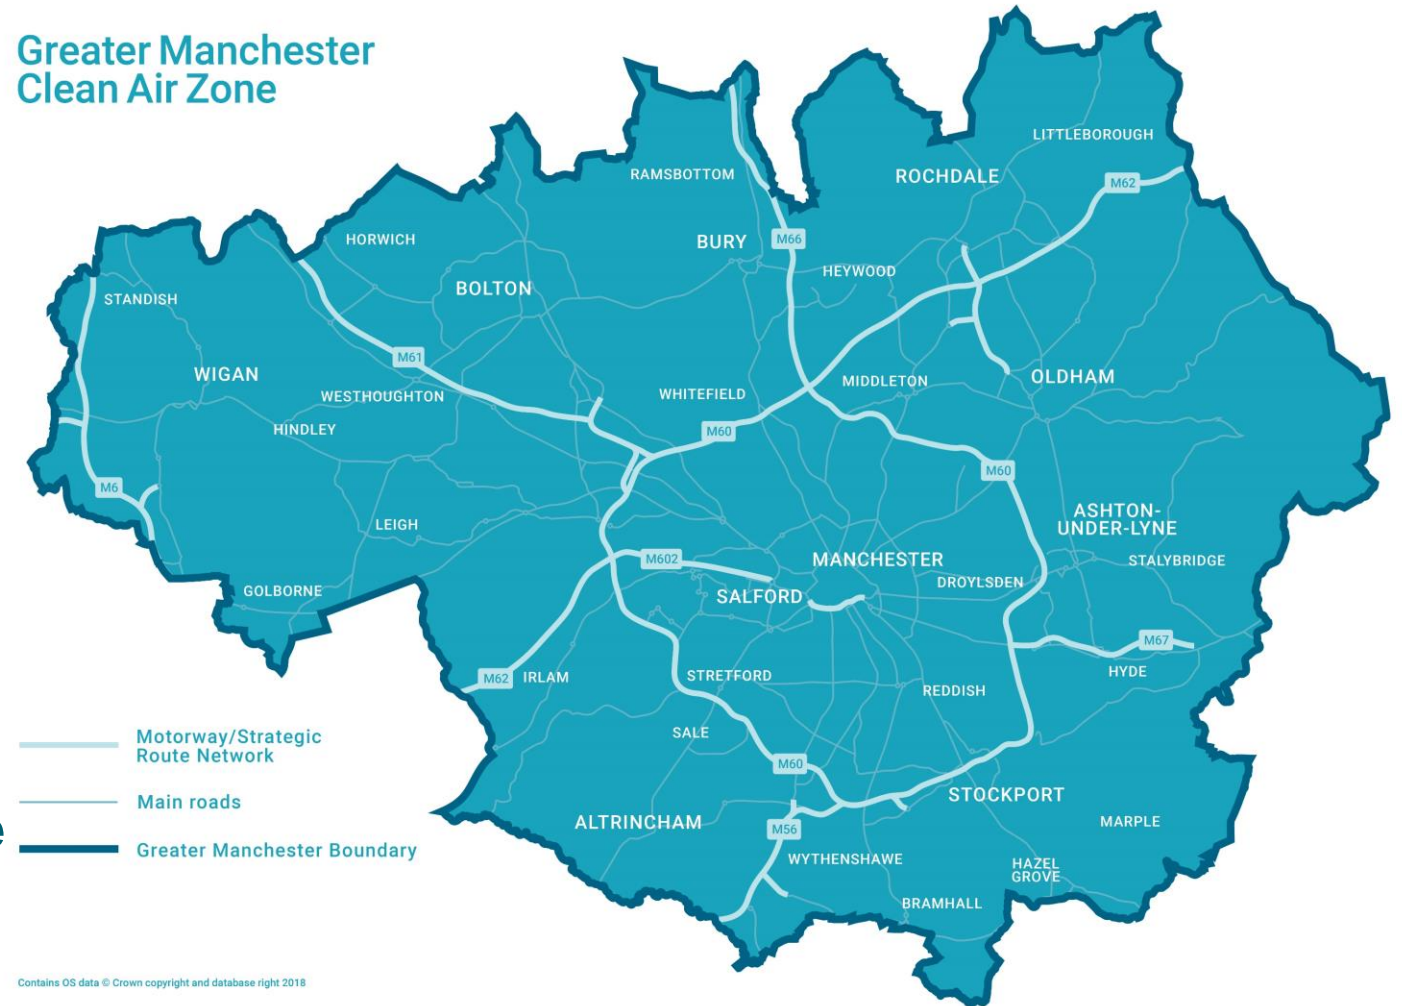 Greater Manchester
Clean Air Zone
LITTLEBOROUGH
RAMSBOTTOM
ROCHDALE
M62
HORWICH
BURY
M66
HEYWOOD
BOLTON
STANDISH
M61
WIGAN
WESTHOUGHTON
WHITEFIELD
MIDDLETON
OLDHAM
HINDLEY
M60
M60
M6
LEIGH
ASHTON-
UNDER-LYNE
M602
MANCHESTER
STALYBRIDGE
DROYLSDEN
GOLBORNE
SALFORD
M67
M62
IRLAM
STRETFORD
REDDISH
HYDE
SALE
M60
STOCKPORT
ALTRINCHAM
M56
MARPLE
WYTHENSHAWE
HAZEL
GROVE
BRAMHALL
Motorway/Strategic
Route Network
Main roads
e
Greater Manchester Boundary
Contains OS data © Crown copyright and database right 2018